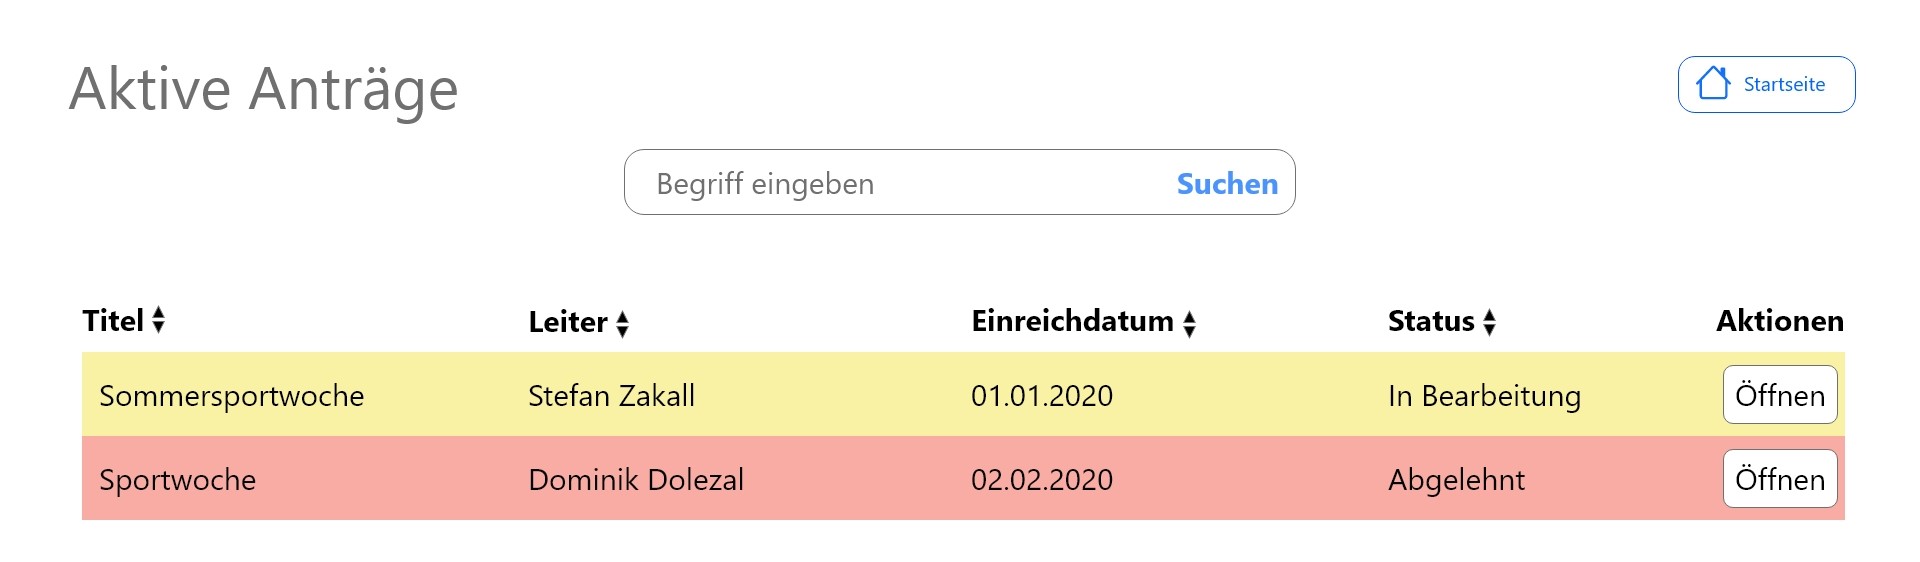 Aktive Anträge
Startseite
Begriff eingeben Suchen
Titel Leiter Einreichdatum Status Aktionen
Sommersportwoche Stefan Zakall 01.01.2020 In Bearbeitung Öffnen
Sportwoche Dominik Dolezal 02.02.2020 Abgelehnt Öffnen